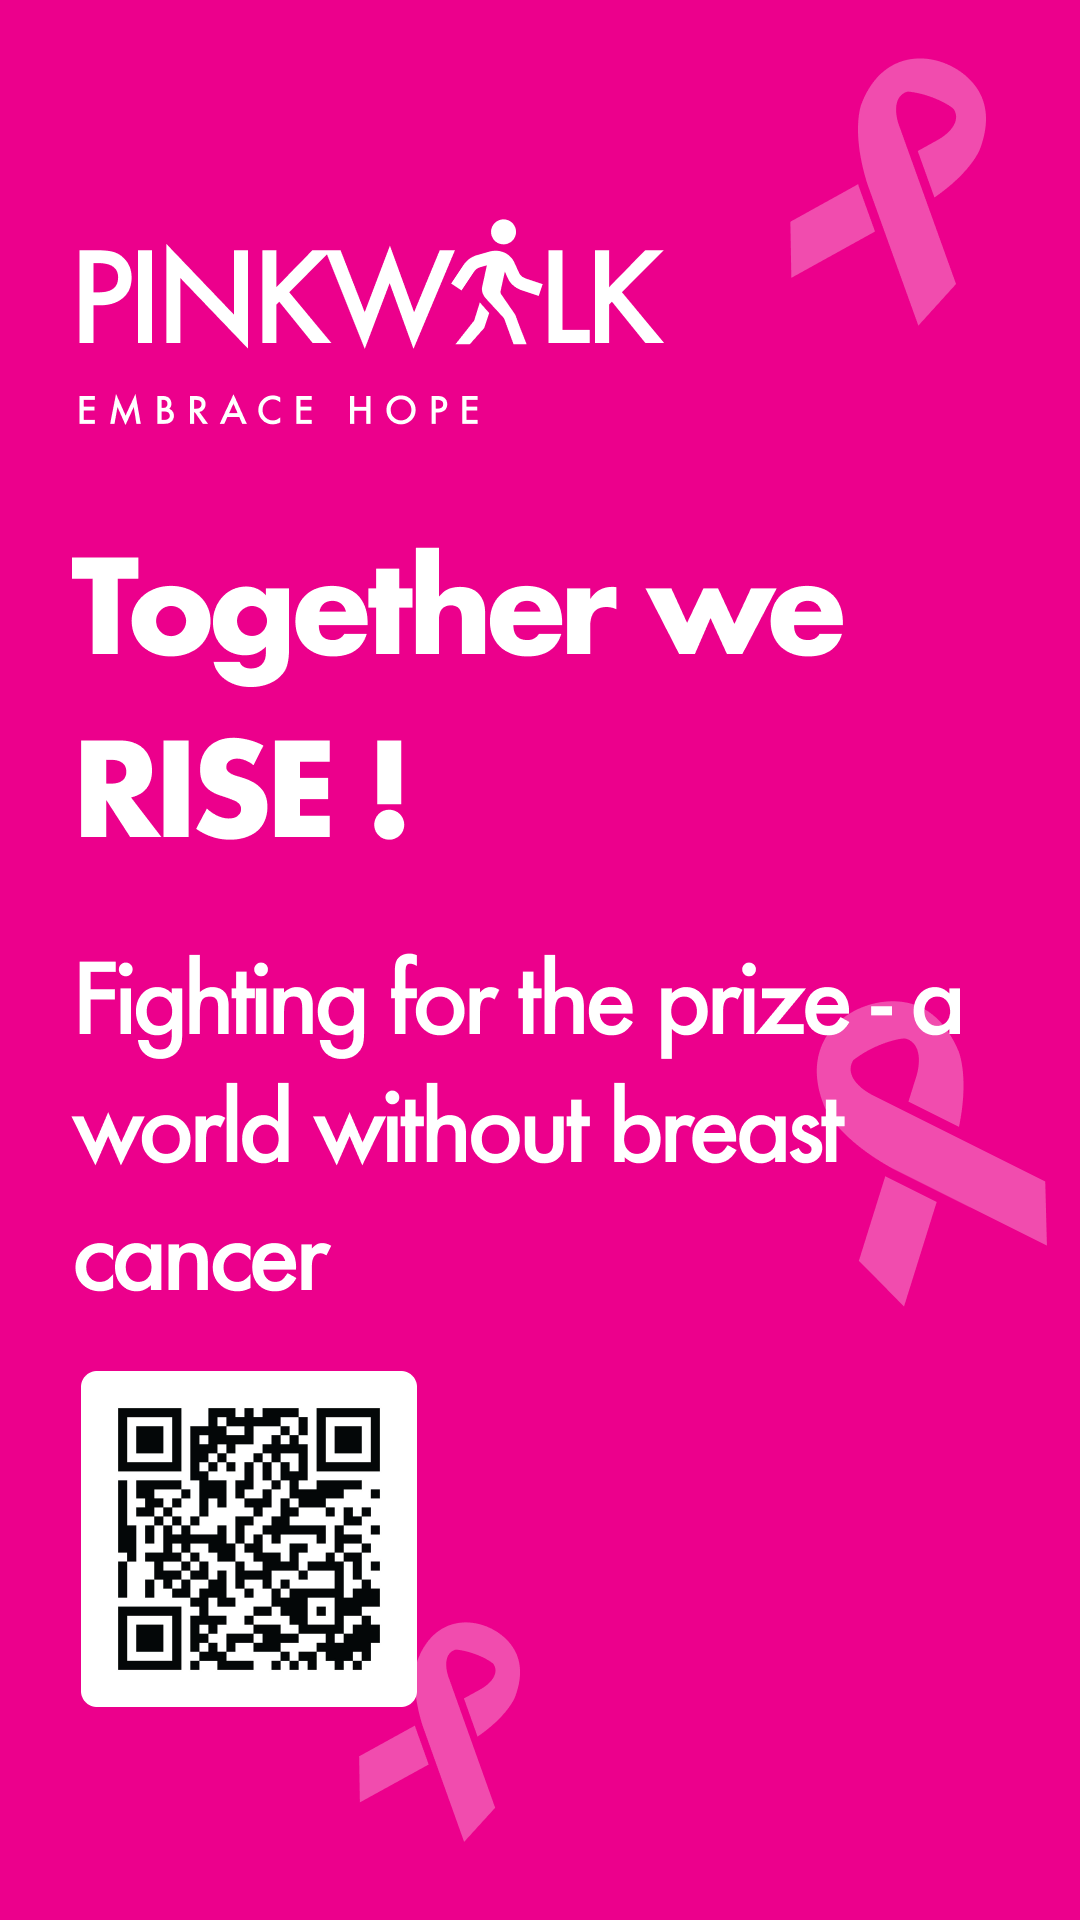 PINKWALK
EMBRACE HOPE
Together we
RISE !
Fighting for the prize - a
world without breast
cancer